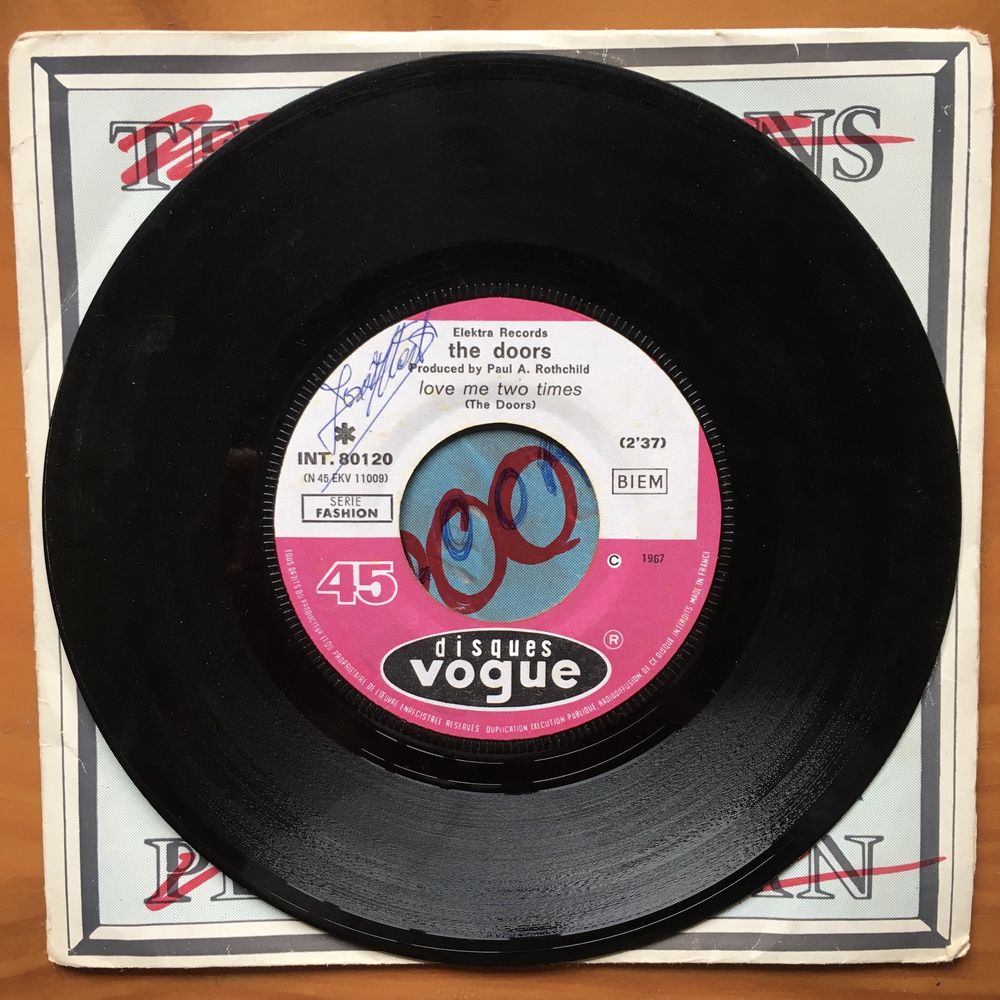 Elektra Records
the doors
Produced by Paul A. Rothchild
love me two times
(The Doors)
*
INT. 80120
(N 45 EKV 11009)
SERIE
FASHION
(2'37)
BIEM
45
© 1967
disques
vogue
®
TOUS DROITS DU PRODUCTEUR ET DU PROPRIETAIRE DE L'ŒUVRE ENREGISTREE RESERVES DUPLICATION EXECUTION PUBLIQUE, RADIODIFFUSION DE CE DISQUE, INTERDITS MADE IN FRANCE